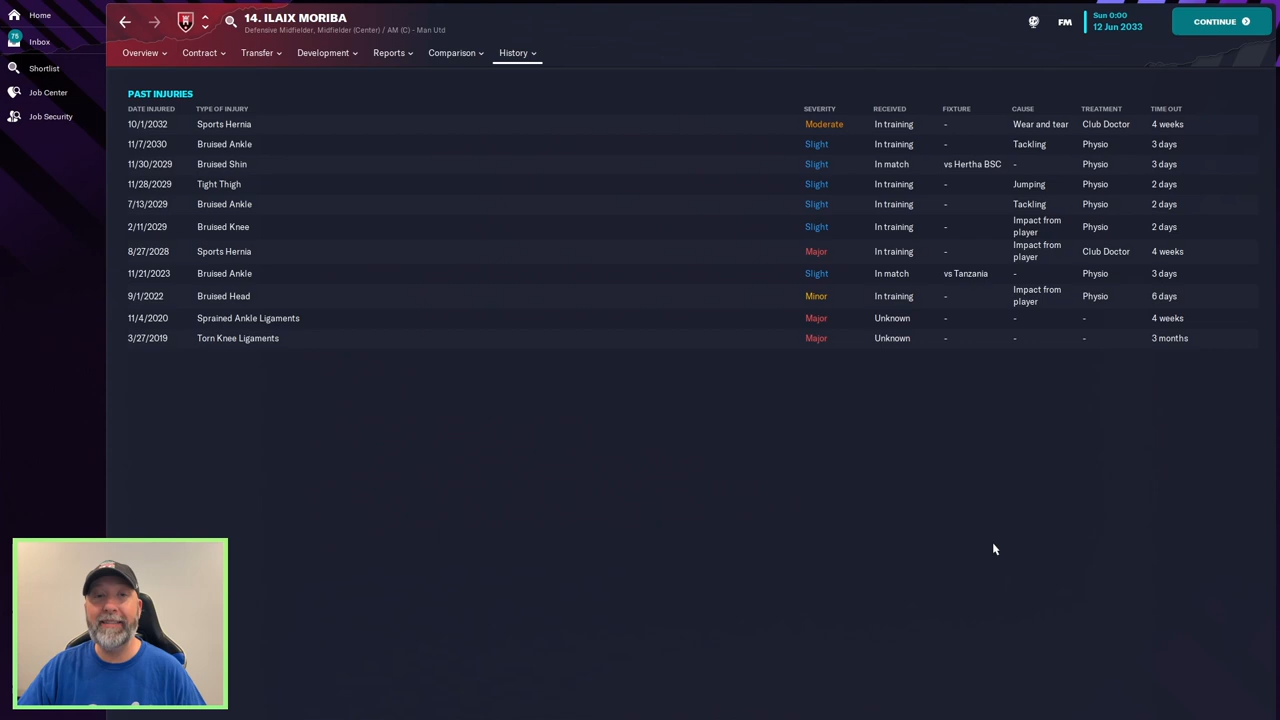 Home
75
Inbox
Shortlist
Job Center
Job Security
14. ILAIX MORIBA
Defensive Midfielder, Midfielder (Center) / AM (C) - Man Utd
FM
Sun 0:00
12 Jun 2033
CONTINUE
Overview Contract Transfer Development Reports Comparison History
PAST INJURIES
DATE INJURED TYPE OF INJURY SEVERITY RECEIVED FIXTURE CAUSE TREATMENT TIME OUT
10/1/2032 Sports Hernia Moderate In training - Wear and tear Club Doctor 4 weeks
11/7/2030 Bruised Ankle Slight In training - Tackling Physio 3 days
11/30/2029 Bruised Shin Slight In match vs Hertha BSC - Physio 3 days
11/28/2029 Tight Thigh Slight In training - Jumping Physio 2 days
7/13/2029 Bruised Ankle Slight In training - Tackling Physio 2 days
2/11/2029 Bruised Knee Slight In training - Impact from player Physio 2 days
8/27/2028 Sports Hernia Major In training - Impact from player Club Doctor 4 weeks
11/21/2023 Bruised Ankle Slight In match vs Tanzania - Physio 3 days
9/1/2022 Bruised Head Minor In training - Impact from player Physio 6 days
11/4/2020 Sprained Ankle Ligaments Major Unknown - - - 4 weeks
3/27/2019 Torn Knee Ligaments Major Unknown - - - 3 months